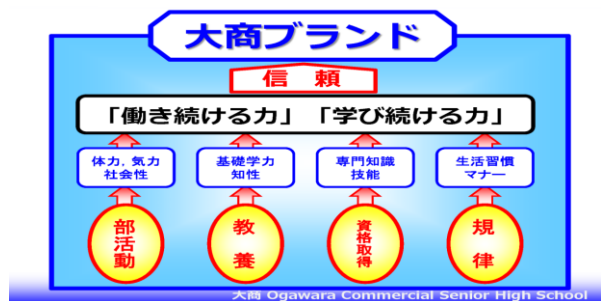 大商ブランド
信 頼
「働き続ける力」「学び続ける力」
体力，気力
社会性
基礎学力
知性
専門知識
技能
生活習慣
マナー
部活動
教養
資格取得
規律
大商 Ogawara Commercial Senior High School